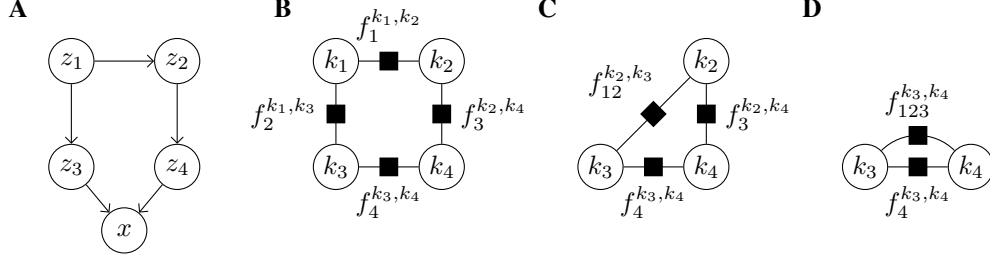 A
z₁ z₂
z₃ z₄
x
B
f₁^{k₁,k₂}
k₁ k₂
f₂^{k₁,k₃} f₃^{k₂,k₄}
k₃ k₄
f₄^{k₃,k₄}
C
k₂
f₁₂^{k₂,k₃}
f₃^{k₂,k₄}
k₃ k₄
f₄^{k₃,k₄}
D
f₁₂₃^{k₃,k₄}
k₃ k₄
f₄^{k₃,k₄}